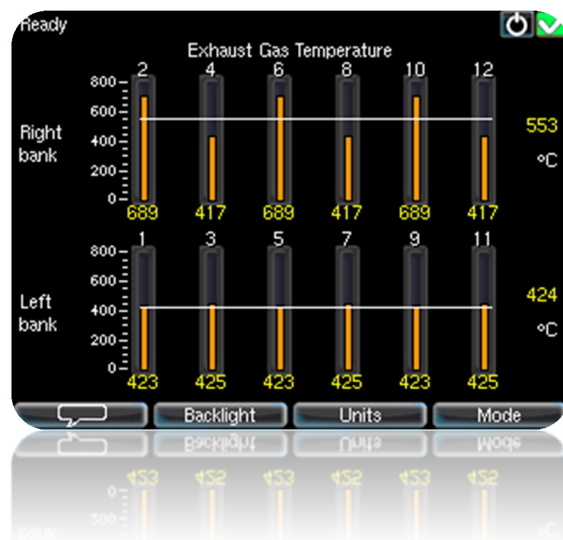 Ready
Exhaust Gas Temperature
2 4 6 8 10 12
800
600
400
200
0
Right
bank
553
°C
689 417 689 417 689 417
1 3 5 7 9 11
800
600
400
200
0
Left
bank
424
°C
423 425 423 425 423 425
Backlight Units Mode